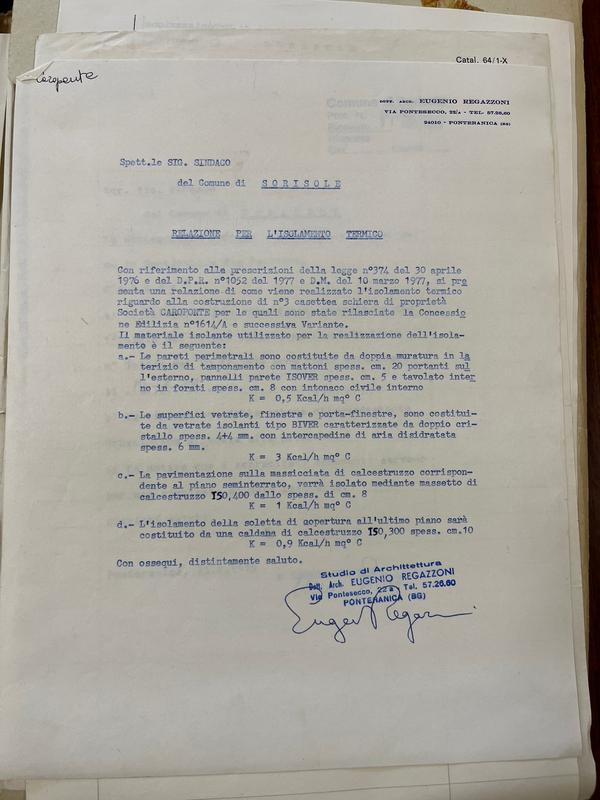 Catal. 64/1-X
Caroponte
DOTT. ARCH. EUGENIO REGAZZONI
VIA PONTESECCO, 22/A - TEL. 57.26.60
24010 - PONTERANICA (BG)
Spett.le SIG. SINDACO
del Comune di SORISOLE
RELAZIONE PER L'ISOLAMENTO TERMICO
Con riferimento alle prescrizioni della legge n°374 del 30 aprile
1976 e del D.P.R. n°1052 del 1977 e D.M. del 10 marzo 1977, si pre
senta una relazione di come viene realizzato l'isolamento termico
riguardo alla costruzione di n°3 casettea schiera di proprietà
Società CAROPONTE per le quali sono state rilasciate la Concessio
ne Edilizia n°1614/A e successiva Variante.
Il materiale isolante utilizzato per la realizzazione dell'isola-
mento è il seguente:
a.- Le pareti perimetrali sono costituite da doppia muratura in la
terizio di tamponamento con mattoni spess. cm. 20 portanti sul
l'esterno, pannelli parete ISOVER spess. cm. 5 e tavolato inter
no in forati spess. cm. 8 con intonaco civile interno
K = 0,5 Kcal/h mq° C
b.- Le superfici vetrate, finestre e porta-finestre, sono costitui-
te da vetrate isolanti tipo BIVER caratterizzate da doppio cri-
stallo spess. 4+4 mm. con intercapedine di aria disidratata
spess. 6 mm.
K = 3 Kcal/h mq° C
c.- La pavimentazione sulla massicciata di calcestruzzo corrispon-
dente al piano seminterrato, verrà isolato mediante massetto di
calcestruzzo ISO,400 dallo spess. di cm. 8
K = 1 Kcal/h mq° C
d.- L'isolamento della soletta di copertura all'ultimo piano sarà
costituito da una caldana di calcestruzzo ISO,300 spess. cm.10
K = 0,9 Kcal/h mq° C
Con ossequi, distintamente saluto.
Studio di Architettura
Dott. Arch. EUGENIO REGAZZONI
Via Pontesecco, 22 a Tel. 57.26.60
PONTERANICA (BG)